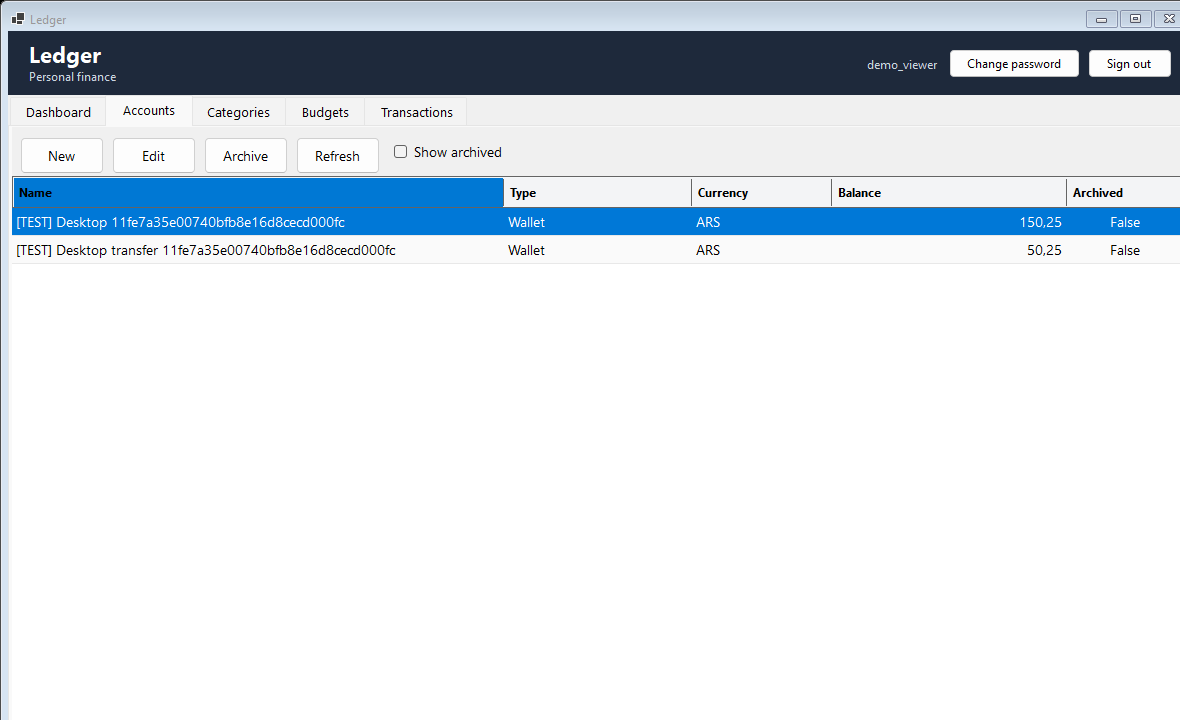 Ledger
Ledger
Personal finance
demo_viewer
Change password
Sign out
Dashboard
Accounts
Categories
Budgets
Transactions
New
Edit
Archive
Refresh
Show archived
Name Type Currency Balance Archived
[TEST] Desktop 11fe7a35e00740bfb8e16d8cecd000fc Wallet ARS 150,25 False
[TEST] Desktop transfer 11fe7a35e00740bfb8e16d8cecd000fc Wallet ARS 50,25 False